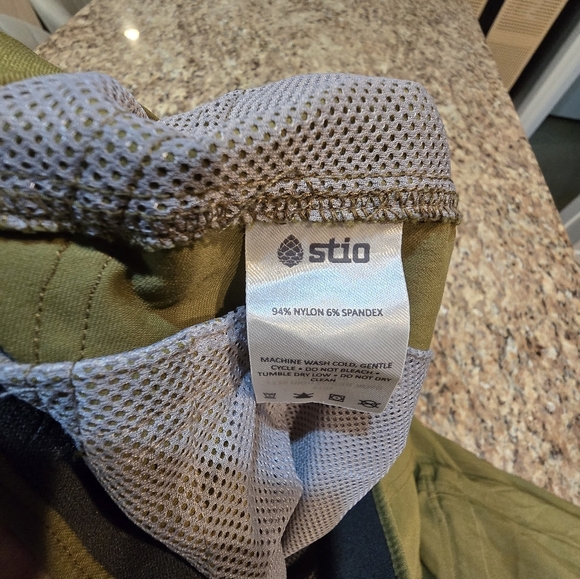 stio
94% NYLON 6% SPANDEX
MACHINE WASH COLD, GENTLE
CYCLE • DO NOT BLEACH •
TUMBLE DRY LOW • DO NOT DRY
CLEAN